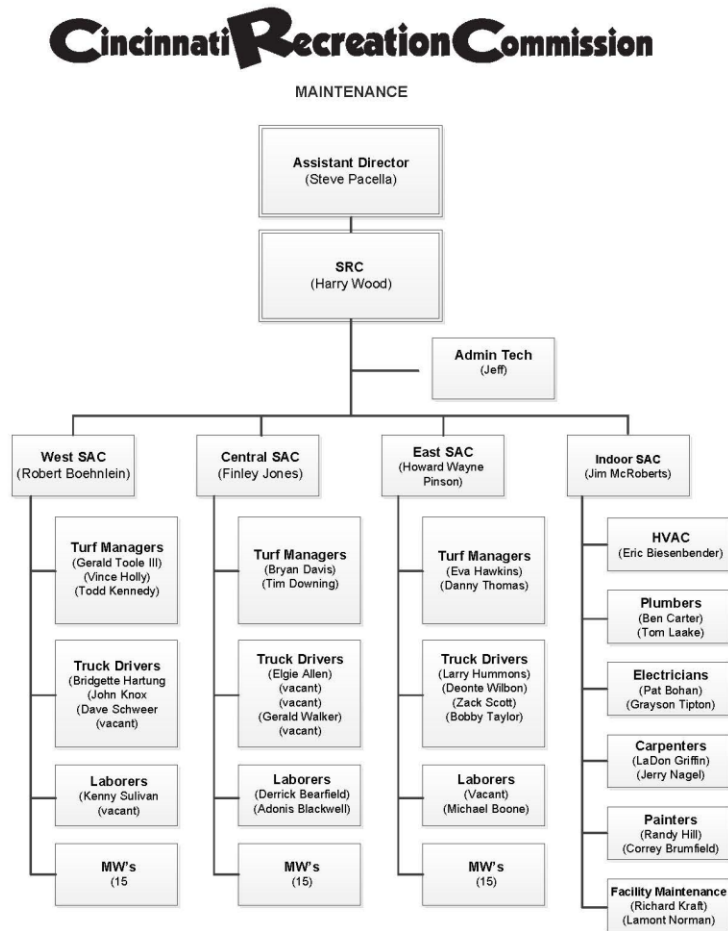 Cincinnati Recreation Commission
MAINTENANCE
Assistant Director
(Steve Pacella)
SRC
(Harry Wood)
Admin Tech
(Jeff)
West SAC
(Robert Boehnlein)
Turf Managers
(Gerald Toole III)
(Vince Holly)
(Todd Kennedy)
Truck Drivers
(Bridgette Hartung
(John Knox
(Dave Schweer
(vacant)
Laborers
(Kenny Sulivan
(vacant)
MW's
(15
Central SAC
(Finley Jones)
Turf Managers
(Bryan Davis)
(Tim Downing)
Truck Drivers
(Elgie Allen)
(vacant)
(vacant)
(Gerald Walker)
(vacant)
Laborers
(Derrick Bearfield)
(Adonis Blackwell)
MW's
(15)
East SAC
(Howard Wayne
Pinson)
Turf Managers
(Eva Hawkins)
(Danny Thomas)
Truck Drivers
(Larry Hummons)
(Deonte Wilbon)
(Zack Scott)
(Bobby Taylor)
Laborers
(Vacant)
(Michael Boone)
MW's
(15)
Indoor SAC
(Jim McRoberts)
HVAC
(Eric Biesenbender)
Plumbers
(Ben Carter)
(Tom Laake)
Electricians
(Pat Bohan)
(Grayson Tipton)
Carpenters
(LaDon Griffin)
(Jerry Nagel)
Painters
(Randy Hill)
(Correy Brumfield)
Facility Maintenance
(Richard Kraft)
(Lamont Norman)